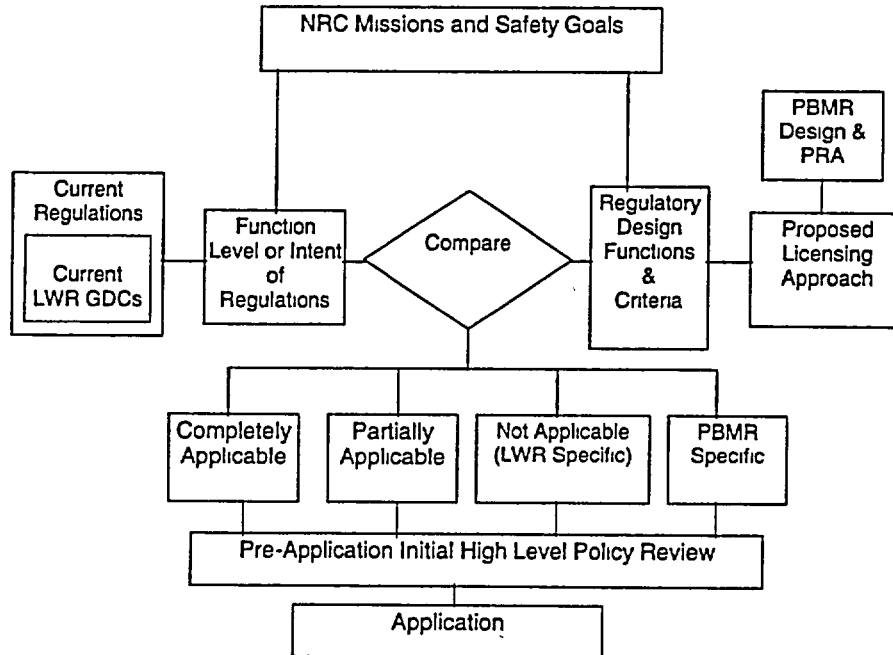 NRC Missions and Safety Goals
PBMR
Design &
PRA
Current
Regulations
Current
LWR GDCs
Function
Level or Intent
of
Regulations
Compare
Regulatory
Design
Functions
&
Criteria
Proposed
Licensing
Approach
Completely
Applicable
Partially
Applicable
Not Applicable
(LWR Specific)
PBMR
Specific
Pre-Application Initial High Level Policy Review
Application